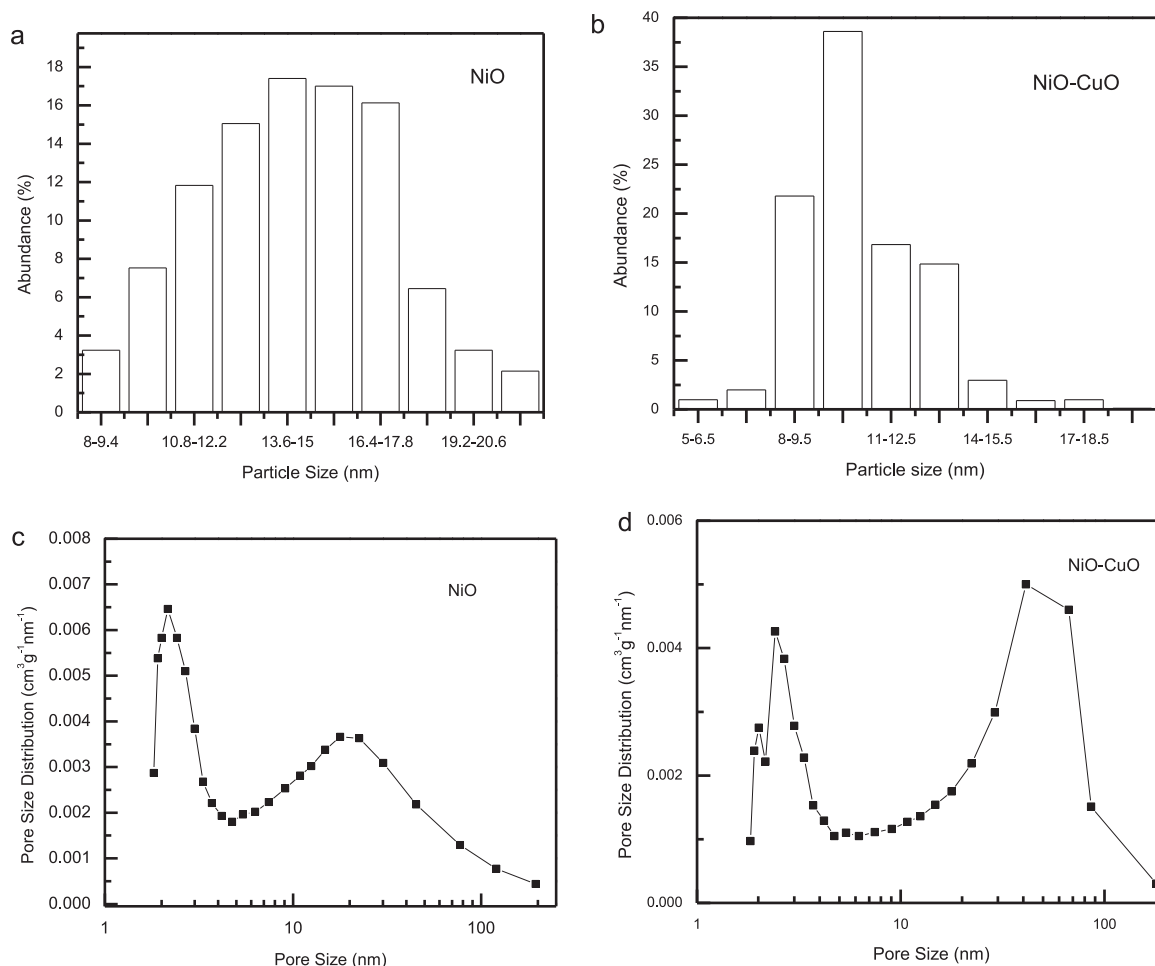 a
NiO
Abundance (%)
18
16
14
12
10
8
6
4
2
0
8-9.4 10.8-12.2 13.6-15 16.4-17.8 19.2-20.6
Particle Size (nm)
b
NiO-CuO
Abundance (%)
40
35
30
25
20
15
10
5
0
5-6.5 8-9.5 11-12.5 14-15.5 17-18.5
Particle size (nm)
c
NiO
Pore Size Distribution (cm³g⁻¹nm⁻¹)
0.008
0.007
0.006
0.005
0.004
0.003
0.002
0.001
0.000
1 10 100
Pore Size (nm)
d
NiO-CuO
Pore Size Distribution (cm³g⁻¹nm⁻¹)
0.006
0.004
0.002
0.000
1 10 100
Pore Size (nm)